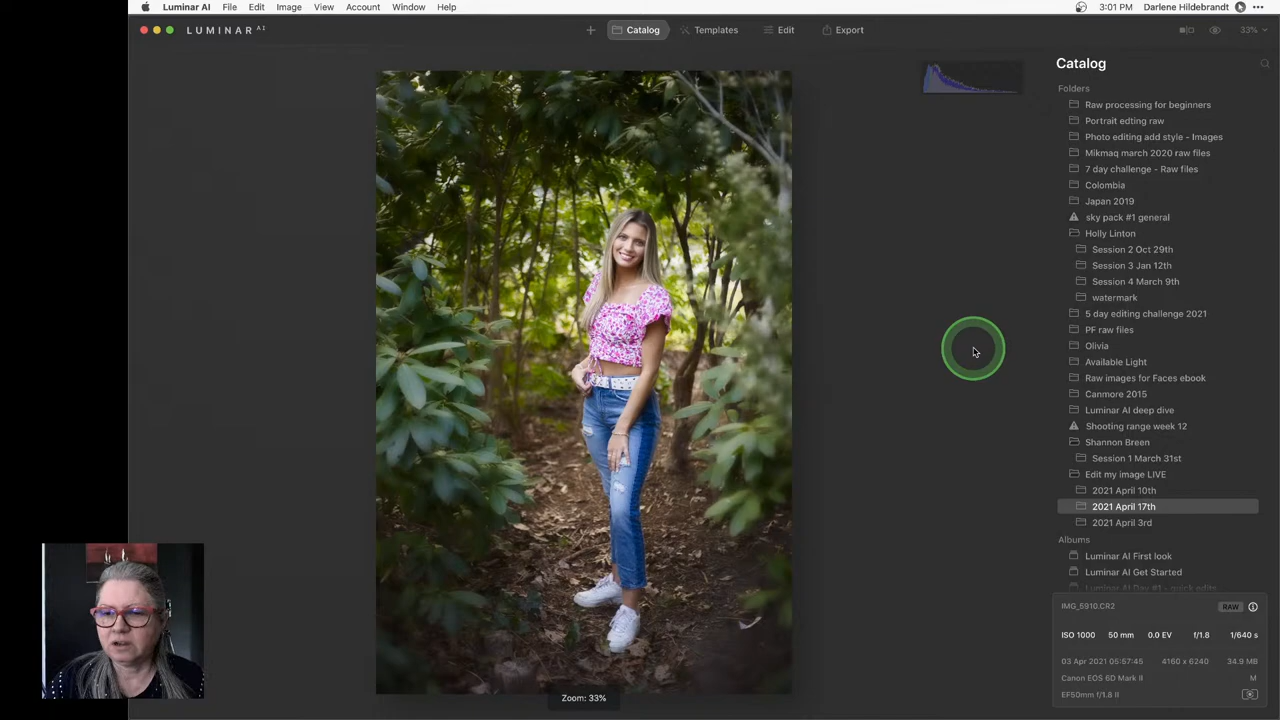 Luminar AI File Edit Image View Account Window Help 3:01 PM Darlene Hildebrandt
LUMINAR AI + Catalog Templates Edit Export 33%
Catalog
Folders
Raw processing for beginners
Portrait edting raw
Photo editing add style - Images
Mikmaq march 2020 raw files
7 day challenge - Raw files
Colombia
Japan 2019
sky pack #1 general
Holly Linton
Session 2 Oct 29th
Session 3 Jan 12th
Session 4 March 9th
watermark
5 day editing challenge 2021
PF raw files
Olivia
Available Light
Raw images for Faces ebook
Canmore 2015
Luminar AI deep dive
Shooting range week 12
Shannon Breen
Session 1 March 31st
Edit my image LIVE
2021 April 10th
2021 April 17th
2021 April 3rd
Albums
Luminar AI First look
Luminar AI Get Started
Luminar AI Day #1 - quick edits
IMG_5910.CR2 RAW
ISO 1000 50 mm 0.0 EV f/1.8 1/640 s
03 Apr 2021 05:57:45 4160 x 6240 34.9 MB
Canon EOS 6D Mark II M
EF50mm f/1.8 II
Zoom: 33%